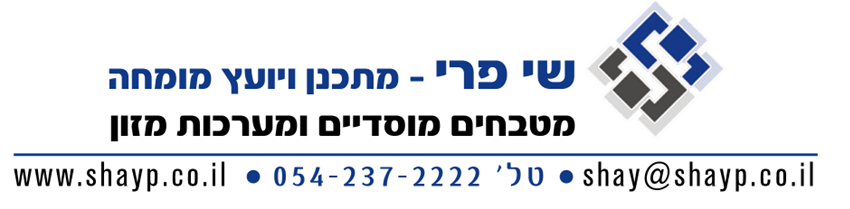 שי פרי - מתכנן ויועץ מומחה
מטבחים מוסדיים ומערכות מזון
www.shayp.co.il • 054-237-2222 טל׳ • shay@shayp.co.il